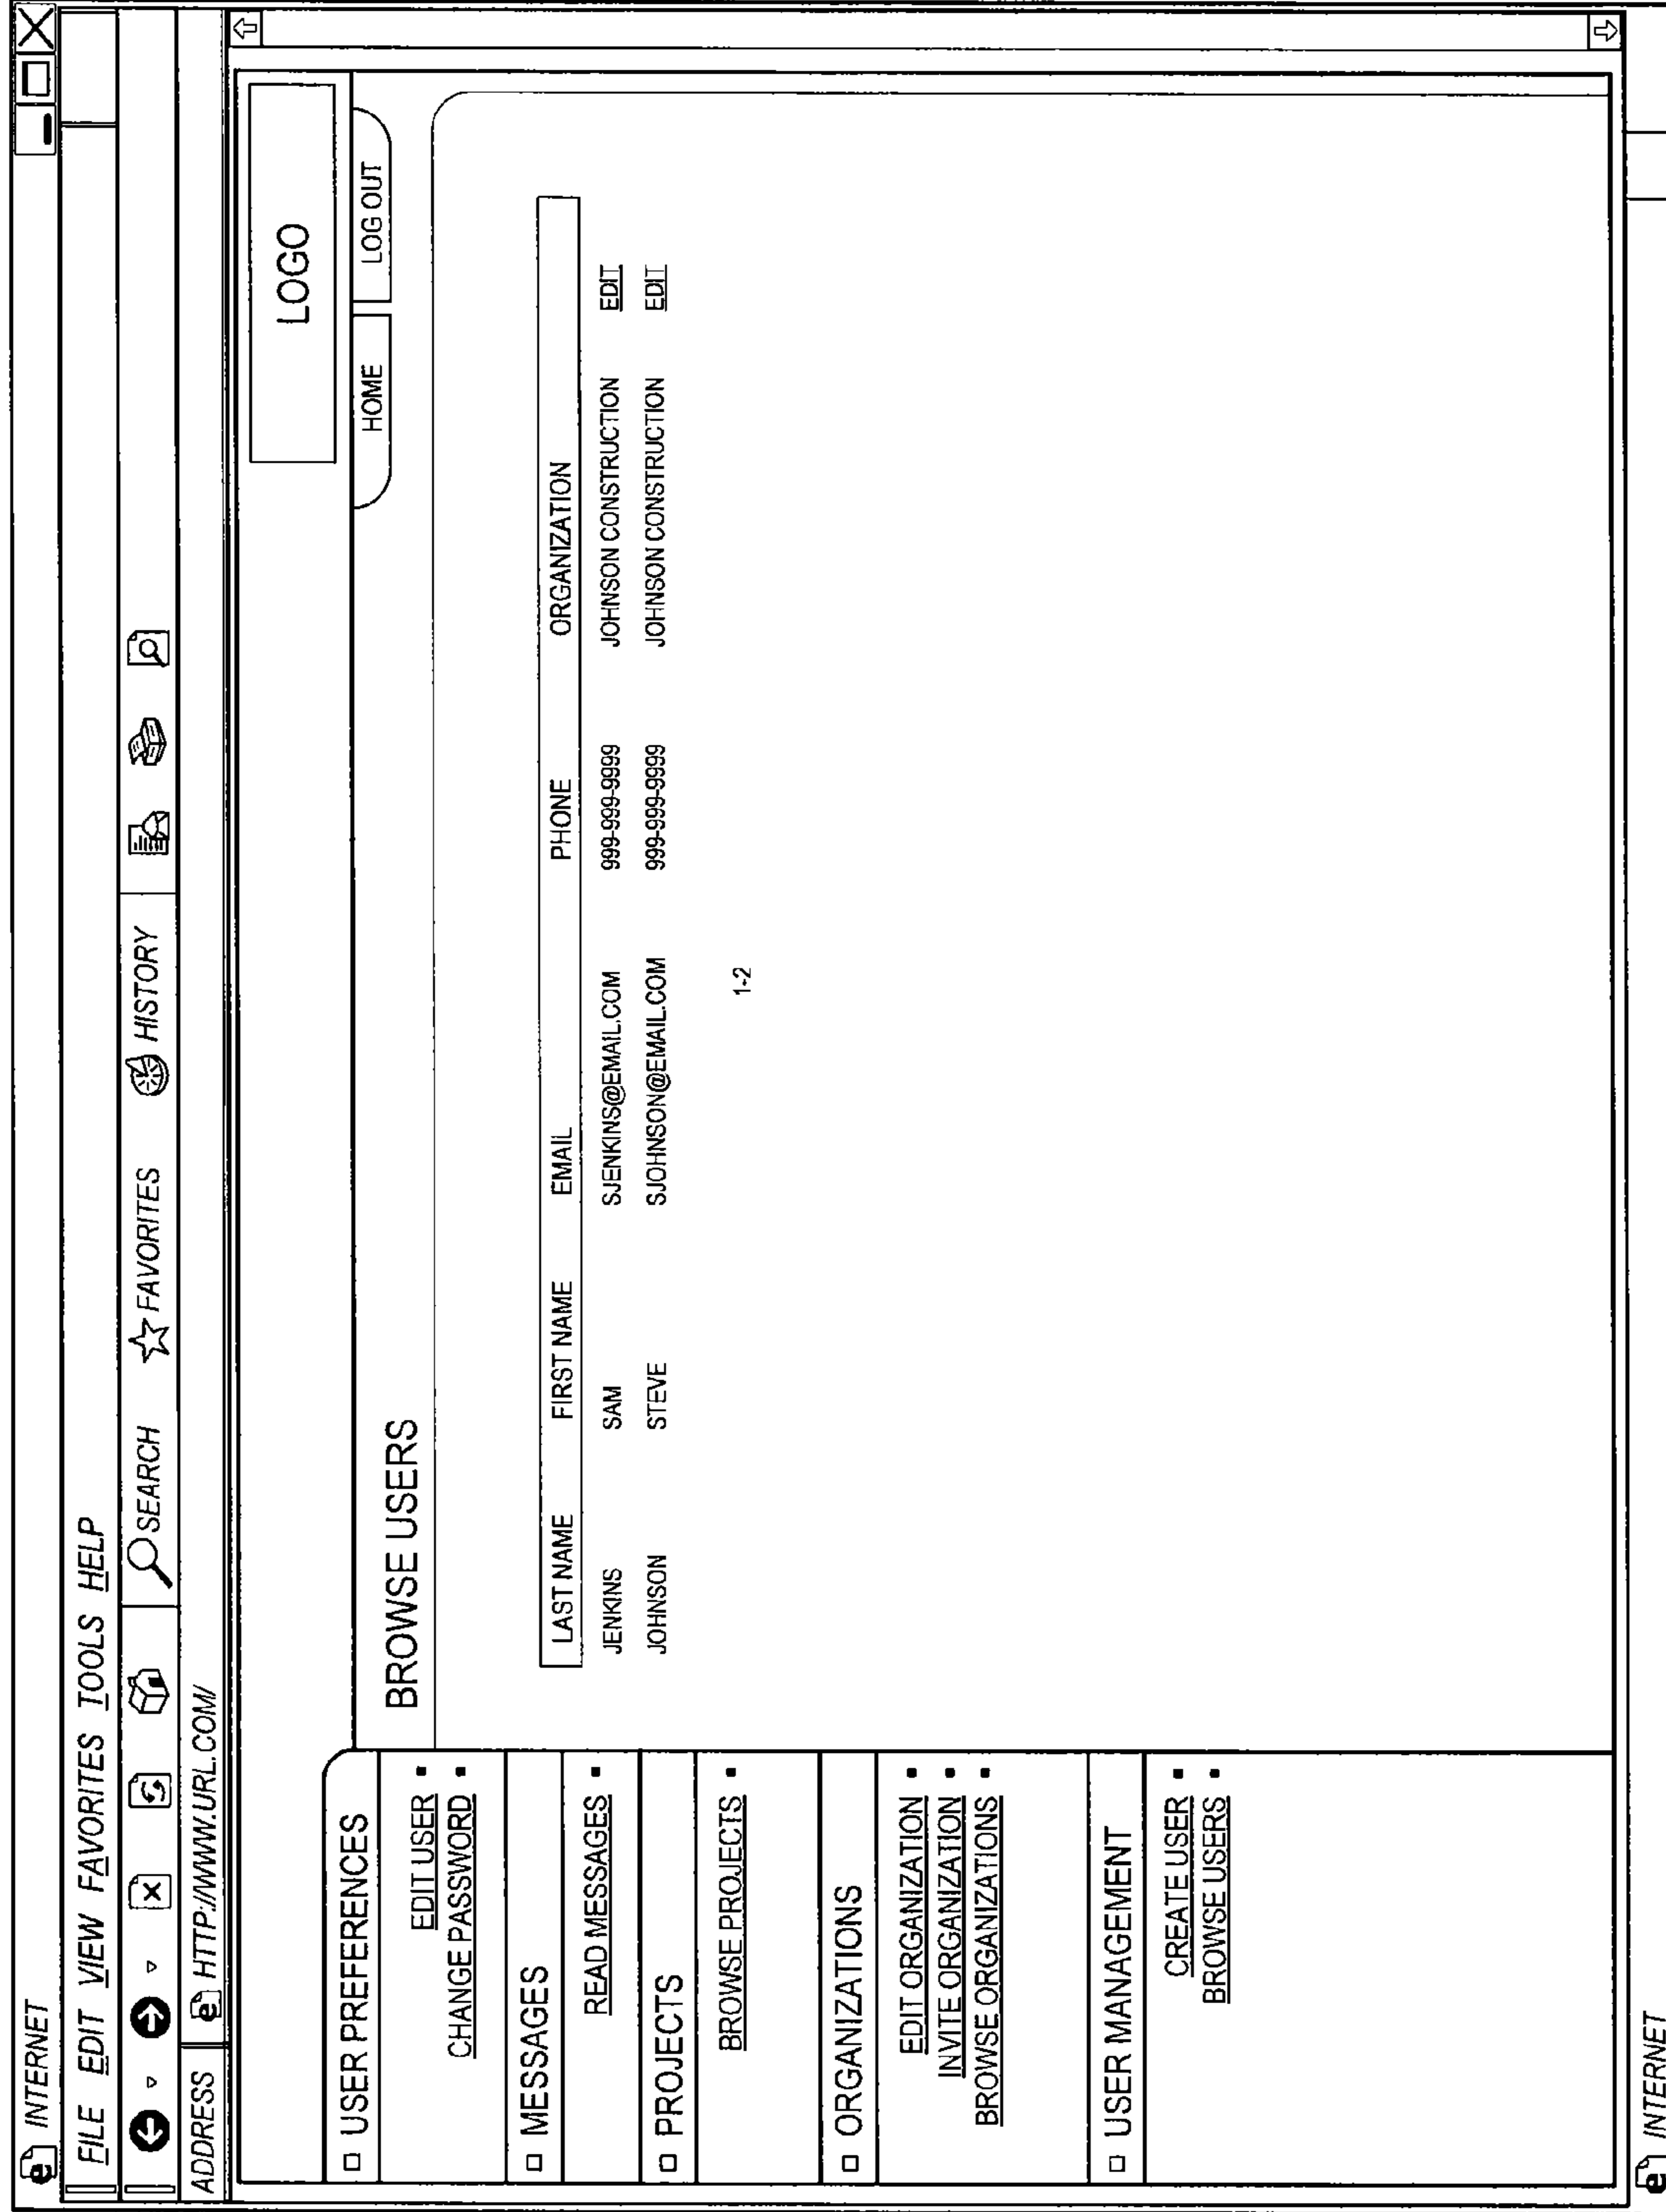 INTERNET
FILE EDIT VIEW FAVORITES TOOLS HELP
SEARCH FAVORITES HISTORY
ADDRESS HTTP://WWW.URL.COM/
LOGO
HOME LOG OUT
USER PREFERENCES
EDIT USER
CHANGE PASSWORD
MESSAGES
READ MESSAGES
PROJECTS
BROWSE PROJECTS
ORGANIZATIONS
EDIT ORGANIZATION
INVITE ORGANIZATION
BROWSE ORGANIZATIONS
USER MANAGEMENT
CREATE USER
BROWSE USERS
BROWSE USERS
LAST NAME FIRST NAME EMAIL PHONE ORGANIZATION
JENKINS SAM SJENKINS@EMAIL.COM 999-999-9999 JOHNSON CONSTRUCTION EDIT
JOHNSON STEVE SJOHNSON@EMAIL.COM 999-999-9999 JOHNSON CONSTRUCTION EDIT
1-2
INTERNET